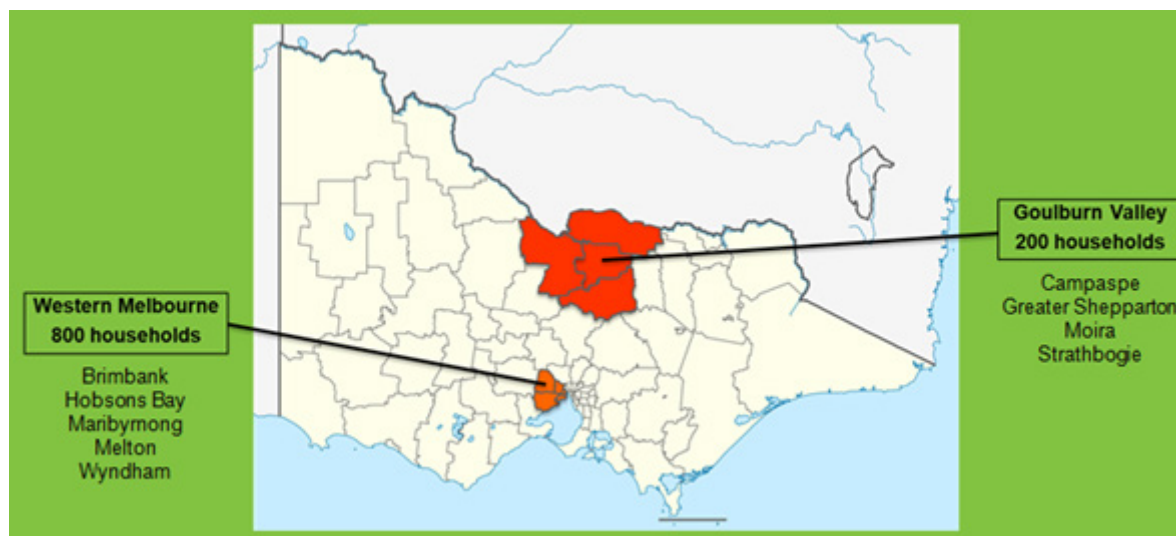 Western Melbourne
800 households
Brimbank
Hobsons Bay
Maribyrnong
Melton
Wyndham
Goulburn Valley
200 households
Campaspe
Greater Shepparton
Moira
Strathbogie